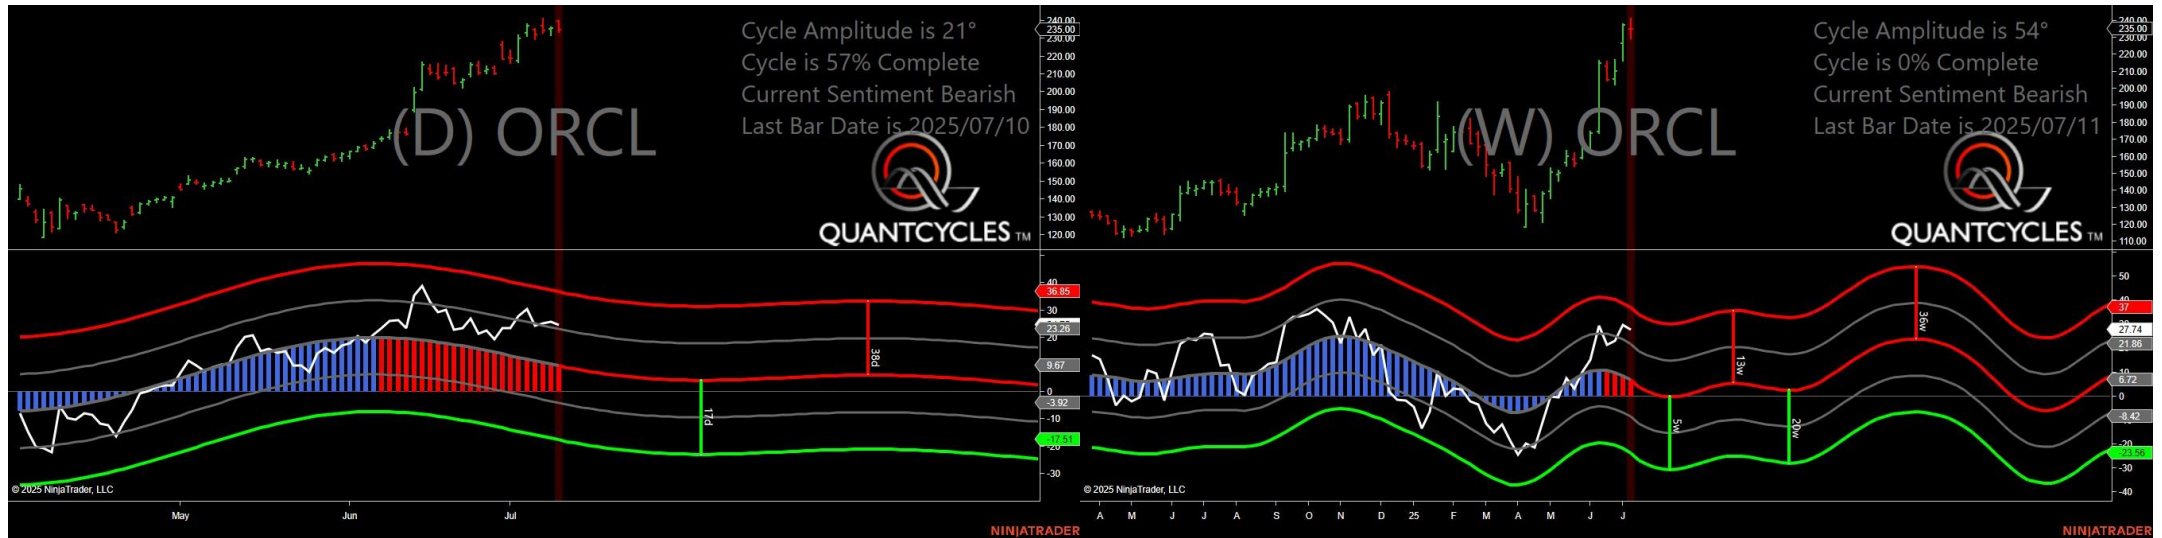 Cycle Amplitude is 21°
Cycle is 57% Complete
Current Sentiment Bearish
Last Bar Date is 2025/07/10
(D) ORCL
QUANTCYCLES TM
240.00
235.00
230.00
220.00
210.00
200.00
190.00
180.00
170.00
160.00
150.00
140.00
130.00
120.00
40
36.85
30
23.26
20
9.67
0
-3.92
-10
-17.51
-20
-30
17d
38d
© 2025 NinjaTrader, LLC
May
Jun
Jul
NINJATRADER
Cycle Amplitude is 54°
Cycle is 0% Complete
Current Sentiment Bearish
Last Bar Date is 2025/07/11
(W) ORCL
QUANTCYCLES TM
240.00
235.00
230.00
220.00
210.00
200.00
190.00
180.00
170.00
160.00
150.00
140.00
130.00
120.00
110.00
50
40
37
27.74
21.86
6.72
0
-8.42
-20
-23.56
-30
-40
5w
13w
20w
36w
© 2025 NinjaTrader, LLC
A M J J A S O N D 25 F M A M J J
NINJATRADER